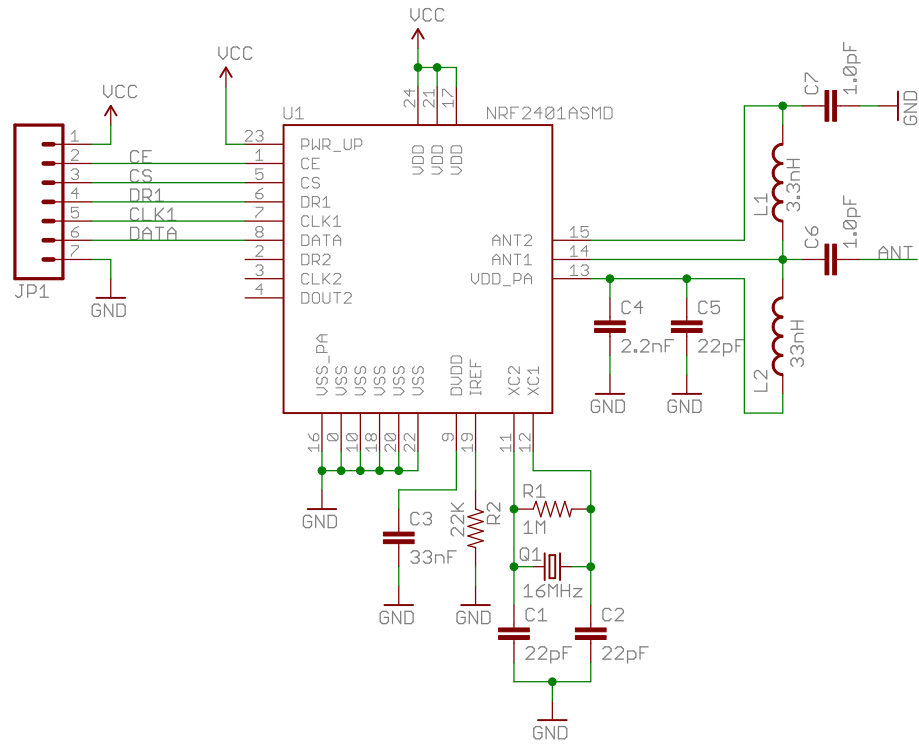 VCC
VCC
VCC
U1
24
21
17
NRF2401ASMD
VDD
VDD
VDD
1
2
3
4
5
6
7
JP1
CE
CS
DR1
CLK1
DATA
GND
23
1
5
6
7
8
2
3
4
PWR_UP
CE
CS
DR1
CLK1
DATA
DR2
CLK2
DOUT2
ANT2
ANT1
VDD_PA
15
14
13
C7
1.0pF
GND
L1
3.3nH
C6
1.0pF
ANT
C4
2.2nF
GND
C5
22pF
GND
L2
33nH
VSS_PA
VSS
VSS
VSS
VSS
VSS
DVDD
IREF
XC2
XC1
16
0
10
18
20
22
9
19
11
12
GND
C3
33nF
GND
22K
R2
GND
R1
1M
Q1
16MHz
C1
22pF
C2
22pF
GND